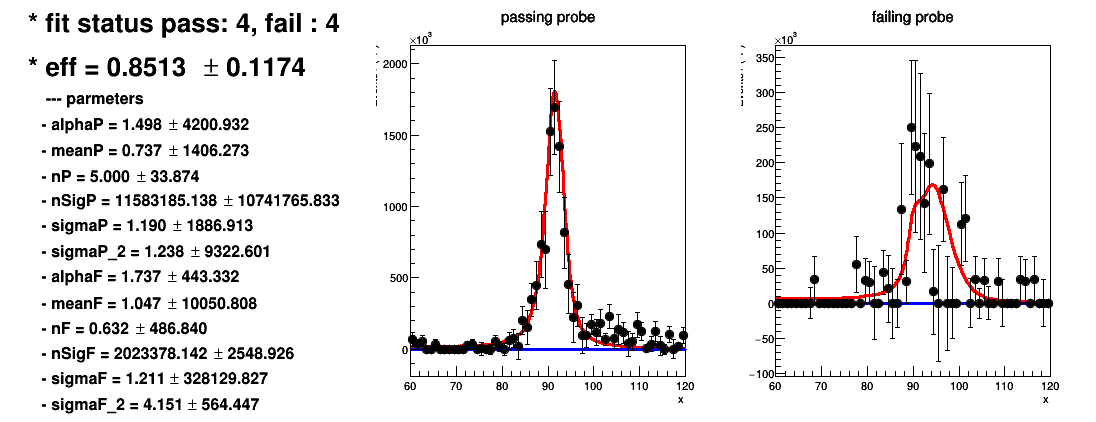 * fit status pass: 4, fail : 4
* eff = 0.8513 ± 0.1174
--- parmeters
- alphaP = 1.498 ± 4200.932
- meanP = 0.737 ± 1406.273
- nP = 5.000 ± 33.874
- nSigP = 11583185.138 ± 10741765.833
- sigmaP = 1.190 ± 1886.913
- sigmaP_2 = 1.238 ± 9322.601
- alphaF = 1.737 ± 443.332
- meanF = 1.047 ± 10050.808
- nF = 0.632 ± 486.840
- nSigF = 2023378.142 ± 2548.926
- sigmaF = 1.211 ± 328129.827
- sigmaF_2 = 4.151 ± 564.447
passing probe
×10³
2000
1500
1000
500
0
60 70 80 90 100 110 120
x
failing probe
×10³
350
300
250
200
150
100
50
0
−50
−100
60 70 80 90 100 110 120
x